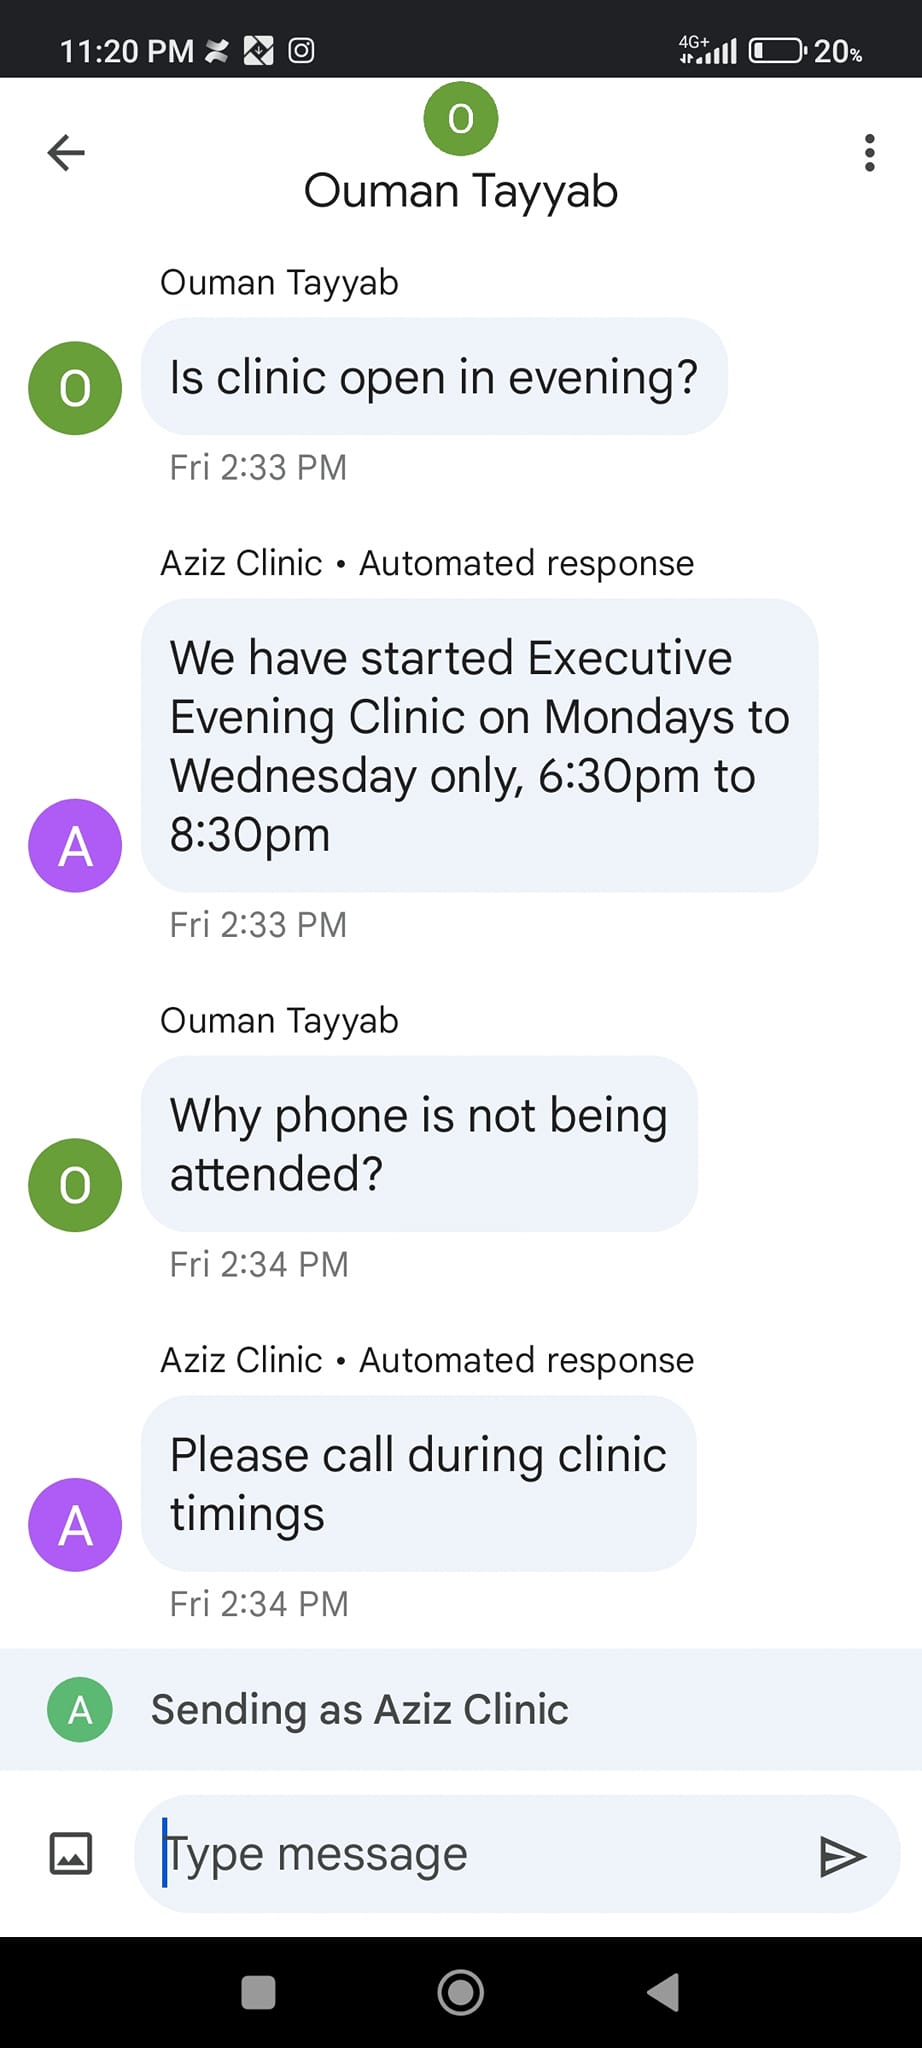 11:20 PM
4G+ 20%
O
Ouman Tayyab
Ouman Tayyab
O
Is clinic open in evening?
Fri 2:33 PM
Aziz Clinic • Automated response
We have started Executive
Evening Clinic on Mondays to
Wednesday only, 6:30pm to
8:30pm
A
Fri 2:33 PM
Ouman Tayyab
Why phone is not being
attended?
O
Fri 2:34 PM
Aziz Clinic • Automated response
Please call during clinic
timings
A
Fri 2:34 PM
A Sending as Aziz Clinic
Type message